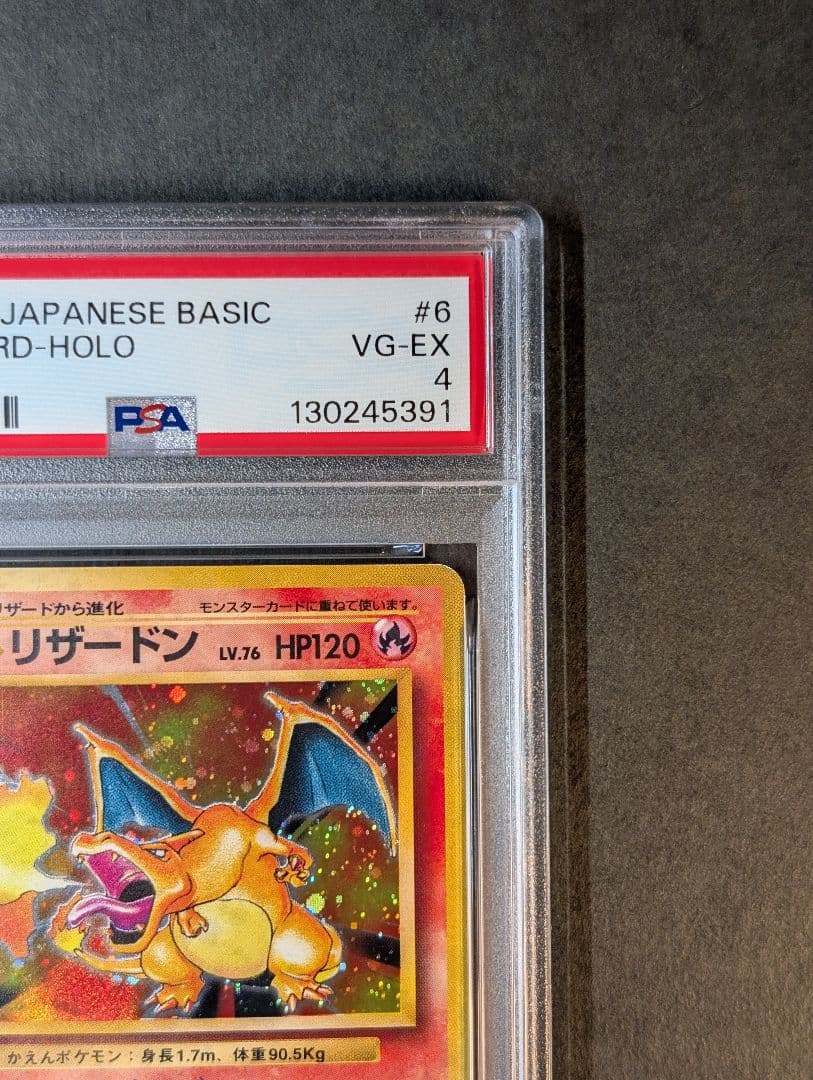 JAPANESE BASIC #6
RD-HOLO VG-EX
4
PSA 130245391
リザードから進化 モンスターカードに重ねて使います。
リザードン LV.76 HP120
かえんポケモン：身長1.7m、体重90.5Kg